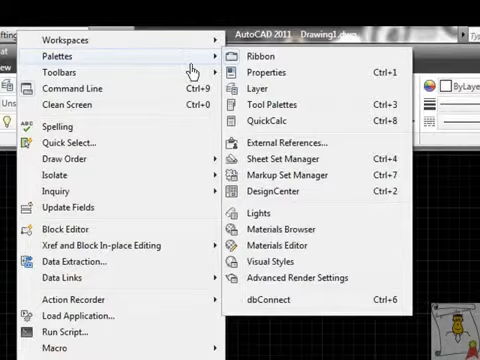 AutoCAD 2011 Drawing1.dwg
Workspaces
Palettes
Toolbars
Command Line Ctrl+9
Clean Screen Ctrl+0
Spelling
Quick Select...
Draw Order
Isolate
Inquiry
Update Fields
Block Editor
Xref and Block In-place Editing
Data Extraction...
Data Links
Action Recorder
Load Application...
Run Script...
Macro
Ribbon
Properties Ctrl+1
Layer
Tool Palettes Ctrl+3
QuickCalc Ctrl+8
External References...
Sheet Set Manager Ctrl+4
Markup Set Manager Ctrl+7
DesignCenter Ctrl+2
Lights
Materials Browser
Materials Editor
Visual Styles
Advanced Render Settings
dbConnect Ctrl+6
ByLaye